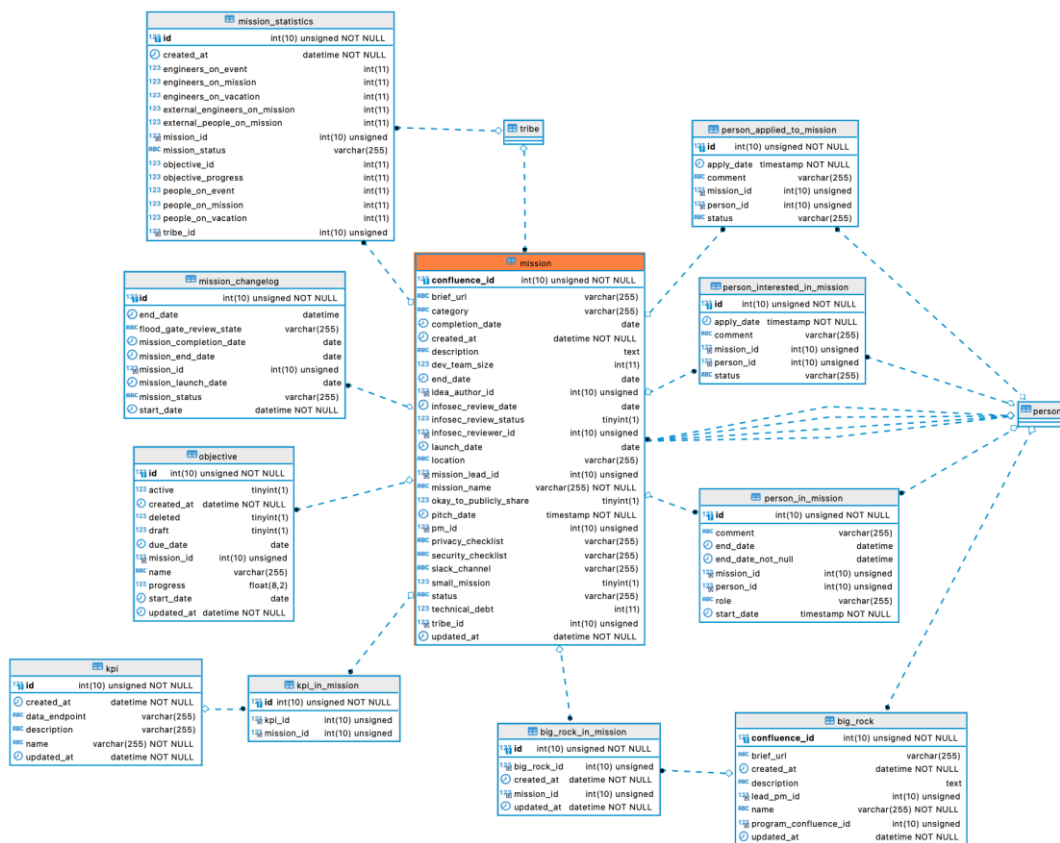 mission_statistics
id int(10) unsigned NOT NULL
created_at datetime NOT NULL
engineers_on_event int(11)
engineers_on_mission int(11)
engineers_on_vacation int(11)
external_engineers_on_mission int(11)
external_people_on_mission int(11)
mission_id int(10) unsigned
mission_status varchar(255)
objective_id int(11)
objective_progress int(11)
people_on_event int(11)
people_on_mission int(11)
people_on_vacation int(11)
tribe_id int(10) unsigned
tribe
person_applied_to_mission
id int(10) unsigned NOT NULL
apply_date timestamp NOT NULL
comment varchar(255)
mission_id int(10) unsigned
person_id int(10) unsigned
status varchar(255)
mission_changelog
id int(10) unsigned NOT NULL
end_date datetime
flood_gate_review_state varchar(255)
mission_completion_date date
mission_end_date date
mission_id int(10) unsigned
mission_launch_date date
mission_status varchar(255)
start_date datetime NOT NULL
mission
confluence_id int(10) unsigned NOT NULL
brief_url varchar(255)
category varchar(255)
completion_date date
created_at datetime NOT NULL
description text
dev_team_size int(11)
end_date date
idea_author_id int(10) unsigned
infosec_review_date date
infosec_review_status tinyint(1)
infosec_reviewer_id int(10) unsigned
launch_date date
location varchar(255)
mission_lead_id int(10) unsigned
mission_name varchar(255) NOT NULL
okay_to_publicly_share tinyint(1)
pitch_date timestamp NOT NULL
pm_id int(10) unsigned
privacy_checklist varchar(255)
security_checklist varchar(255)
slack_channel varchar(255)
small_mission tinyint(1)
status varchar(255)
technical_debt int(11)
tribe_id int(10) unsigned
updated_at datetime NOT NULL
person_interested_in_mission
id int(10) unsigned NOT NULL
apply_date timestamp NOT NULL
comment varchar(255)
mission_id int(10) unsigned
person_id int(10) unsigned
status varchar(255)
person
objective
id int(10) unsigned NOT NULL
active tinyint(1)
created_at datetime NOT NULL
deleted tinyint(1)
draft tinyint(1)
due_date date
mission_id int(10) unsigned
name varchar(255)
progress float(8,2)
start_date date
updated_at datetime NOT NULL
person_in_mission
id int(10) unsigned NOT NULL
comment varchar(255)
end_date datetime
end_date_not_null datetime
mission_id int(10) unsigned
person_id int(10) unsigned
role varchar(255)
start_date timestamp NOT NULL
kpi
id int(10) unsigned NOT NULL
created_at datetime NOT NULL
data_endpoint varchar(255)
description varchar(255)
name varchar(255) NOT NULL
updated_at datetime NOT NULL
kpi_in_mission
id int(10) unsigned NOT NULL
kpi_id int(10) unsigned
mission_id int(10) unsigned
big_rock_in_mission
id int(10) unsigned NOT NULL
big_rock_id int(10) unsigned
created_at datetime NOT NULL
mission_id int(10) unsigned
updated_at datetime NOT NULL
big_rock
confluence_id int(10) unsigned NOT NULL
brief_url varchar(255)
created_at datetime NOT NULL
description text
lead_pm_id int(10) unsigned
name varchar(255) NOT NULL
program_confluence_id int(10) unsigned
updated_at datetime NOT NULL